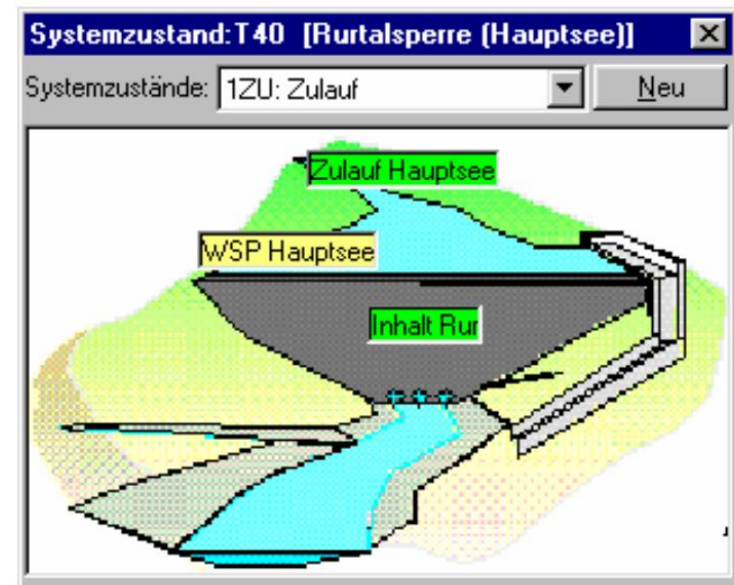 Systemzustand:T40 [Rurtalsperre (Hauptsee)]
Systemzustände: 1ZU: Zulauf Neu
Zulauf Hauptsee
WSP Hauptsee
Inhalt Rur